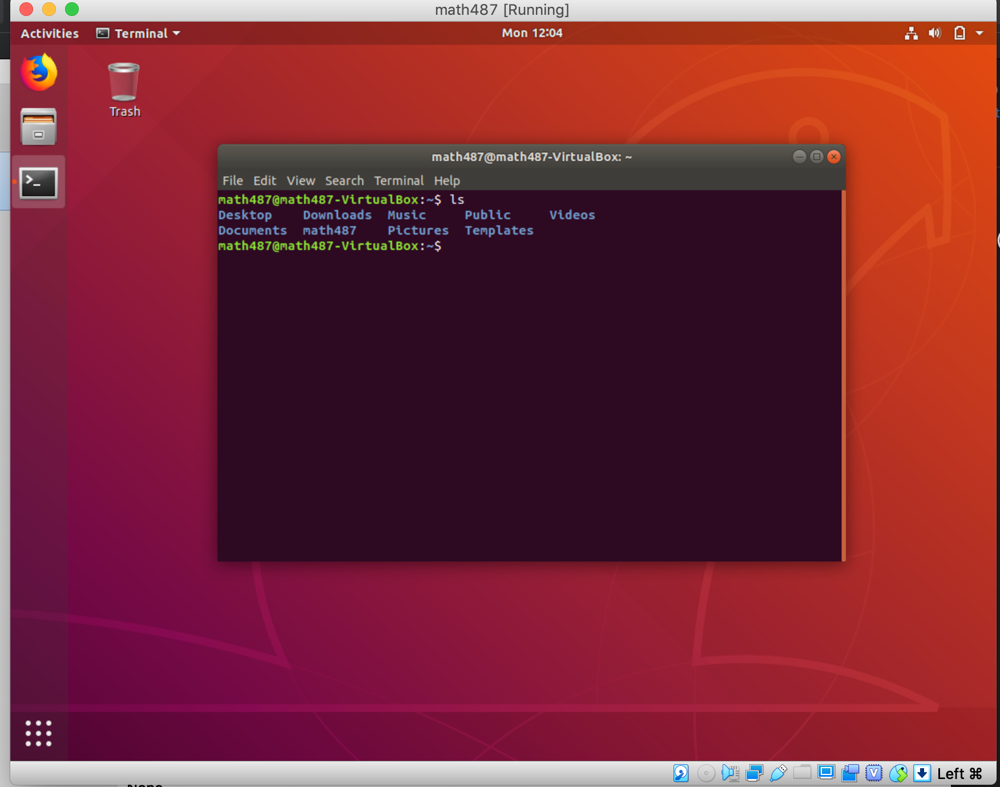 math487 [Running]
Activities Terminal Mon 12:04
Trash
math487@math487-VirtualBox: ~
File Edit View Search Terminal Help
math487@math487-VirtualBox:~$ ls
Desktop Downloads Music Public Videos
Documents math487 Pictures Templates
math487@math487-VirtualBox:~$
Left ⌘